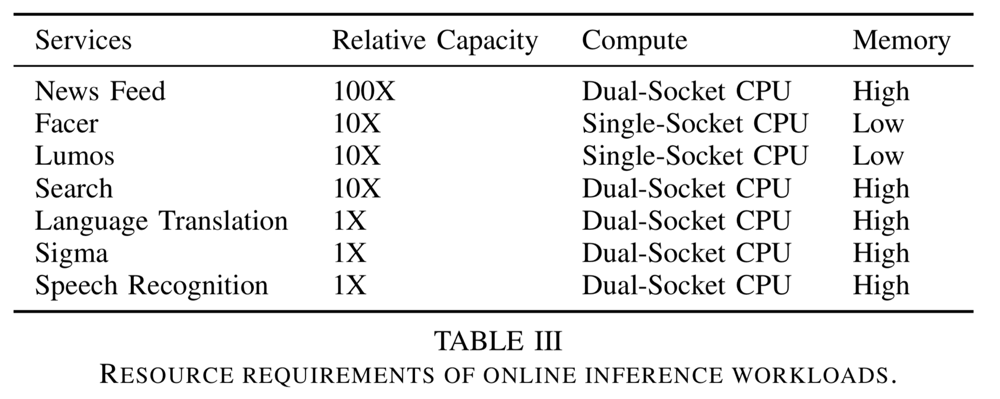 Services Relative Capacity Compute Memory
News Feed 100X Dual-Socket CPU High
Facer 10X Single-Socket CPU Low
Lumos 10X Single-Socket CPU Low
Search 10X Dual-Socket CPU High
Language Translation 1X Dual-Socket CPU High
Sigma 1X Dual-Socket CPU High
Speech Recognition 1X Dual-Socket CPU High
TABLE III
RESOURCE REQUIREMENTS OF ONLINE INFERENCE WORKLOADS.